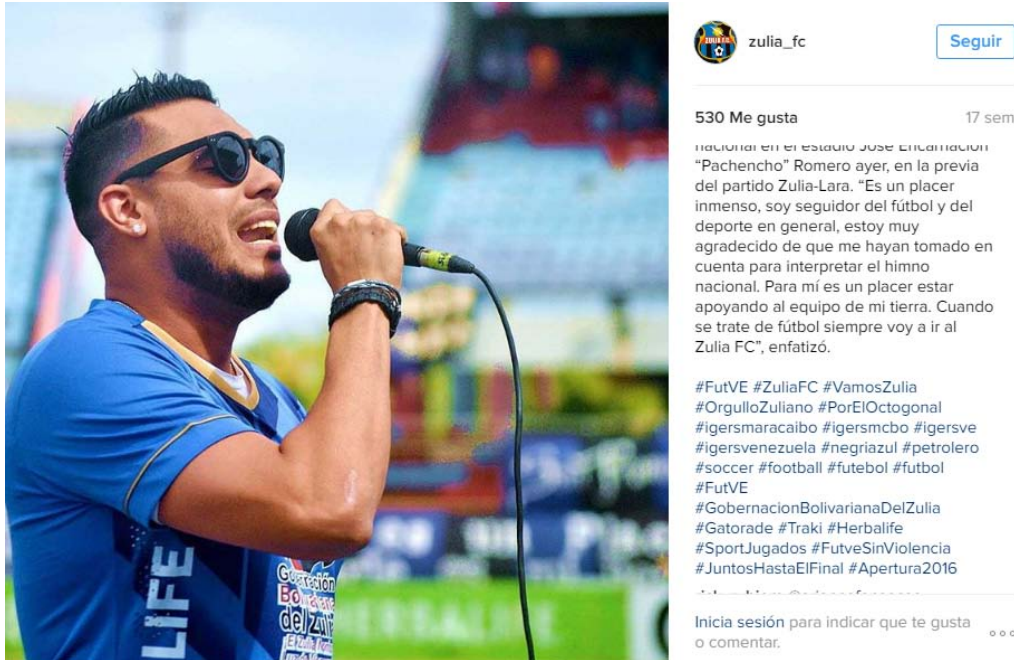 zulia_fc
Seguir
530 Me gusta
17 sem
nacional en el estadio José Encarnación
“Pachencho” Romero ayer, en la previa
del partido Zulia-Lara. “Es un placer
inmenso, soy seguidor del fútbol y del
deporte en general, estoy muy
agradecido de que me hayan tomado en
cuenta para interpretar el himno
nacional. Para mí es un placer estar
apoyando al equipo de mi tierra. Cuando
se trate de fútbol siempre voy a ir al
Zulia FC”, enfatizó.
#FutVE #ZuliaFC #VamosZulia
#OrgulloZuliano #PorElOctogonal
#igersmaracaibo #igersmcbo #igersve
#igersvenezuela #negriazul #petrolero
#soccer #football #futebol #futbol
#FutVE
#GobernacionBolivarianaDelZulia
#Gatorade #Traki #Herbalife
#SportJugados #FutveSinViolencia
#JuntosHastaElFinal #Apertura2016
Inicia sesión para indicar que te gusta
o comentar.
LIFE
Gobernación
Bolivariana
del Zulia
HERBALIFE